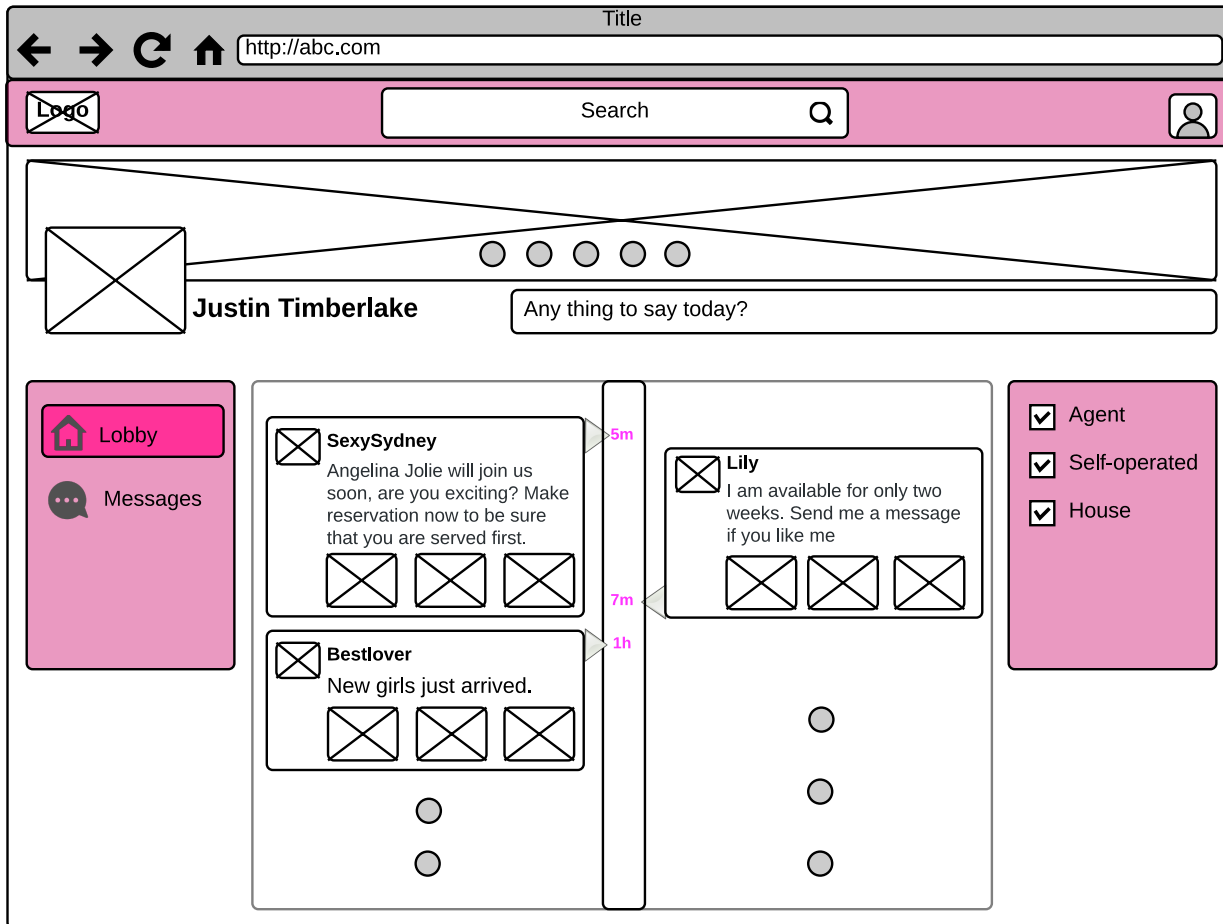 Title
http://abc.com
Logo
Search
Justin Timberlake
Any thing to say today?
Lobby
Messages
SexySydney
Angelina Jolie will join us
soon, are you exciting? Make
reservation now to be sure
that you are served first.
5m
Lily
I am available for only two
weeks. Send me a message
if you like me
7m
1h
Bestlover
New girls just arrived.
Agent
Self-operated
House